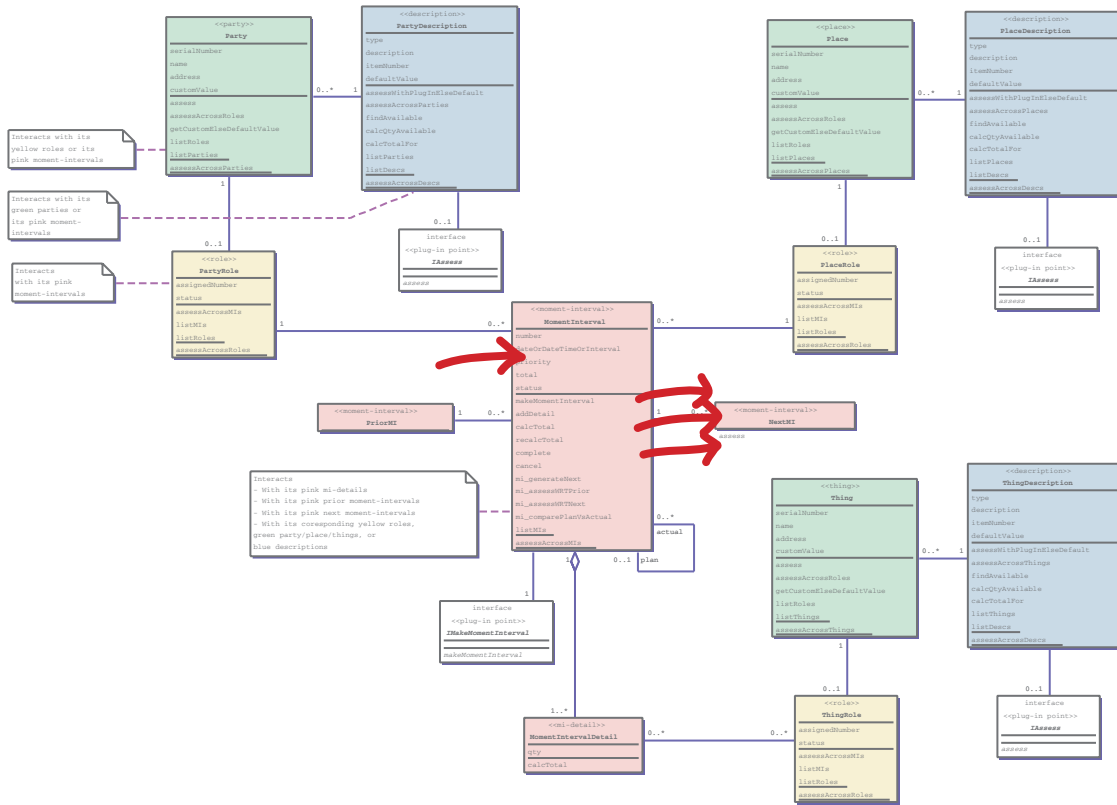 <<party>>
Party
serialNumber
name
address
customValue
assess
assessAcrossRoles
getCustomElseDefaultValue
listRoles
listParties
assessAcrossParties
<<description>>
PartyDescription
type
description
itemNumber
defaultValue
assessWithPlugInElseDefault
assessAcrossParties
findAvailable
calcQtyAvailable
calcTotalFor
listParties
listDescs
assessAcrossDescs
0..*
1
<<place>>
Place
serialNumber
name
address
customValue
assess
assessAcrossRoles
getCustomElseDefaultValue
listRoles
listPlaces
assessAcrossPlaces
<<description>>
PlaceDescription
type
description
itemNumber
defaultValue
assessWithPlugInElseDefault
assessAcrossPlaces
findAvailable
calcQtyAvailable
calcTotalFor
listPlaces
listDescs
assessAcrossDescs
0..*
1
Interacts with its
yellow roles or its
pink moment-intervals
Interacts with its
green parties or
its pink moment-
intervals
Interacts
with its pink
moment-intervals
1
0..1
0..1
interface
<<plug-in point>>
IAssess
assess
1
0..1
0..1
interface
<<plug-in point>>
IAssess
assess
<<role>>
PartyRole
assignedNumber
status
assessAcrossMIs
listMIs
listRoles
assessAcrossRoles
1
0..*
<<moment-interval>>
MomentInterval
number
dateOrDateTimeOrInterval
priority
total
status
makeMomentInterval
addDetail
calcTotal
recalcTotal
complete
cancel
mi_generateNext
mi_assessWRTPrior
mi_assessWRTNext
mi_comparePlanVsActual
listMIs
assessAcrossMIs
0..*
1
<<role>>
PlaceRole
assignedNumber
status
assessAcrossMIs
listMIs
listRoles
assessAcrossRoles
<<moment-interval>>
PriorMI
1
0..*
1
0..*
<<moment-interval>>
NextMI
assess
Interacts
- With its pink mi-details
- With its pink prior moment-intervals
- With its pink next moment-intervals
- With its coresponding yellow roles,
green party/place/things, or
blue descriptions
0..*
actual
0..1
plan
1
1
interface
<<plug-in point>>
IMakeMomentInterval
makeMomentInterval
<<thing>>
Thing
serialNumber
name
address
customValue
assess
assessAcrossRoles
getCustomElseDefaultValue
listRoles
listThings
assessAcrossThings
<<description>>
ThingDescription
type
description
itemNumber
defaultValue
assessWithPlugInElseDefault
assessAcrossThings
findAvailable
calcQtyAvailable
calcTotalFor
listThings
listDescs
assessAcrossDescs
0..*
1
1
0..1
0..1
interface
<<plug-in point>>
IAssess
assess
1..*
<<mi-detail>>
MomentIntervalDetail
qty
calcTotal
0..*
0..*
<<role>>
ThingRole
assignedNumber
status
assessAcrossMIs
listMIs
listRoles
assessAcrossRoles